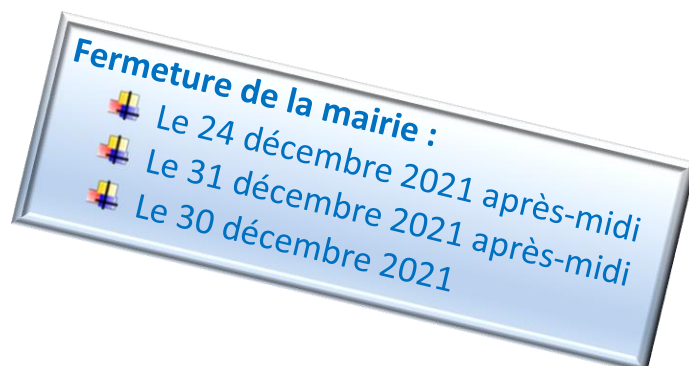 Fermeture de la mairie :
Le 24 décembre 2021 après-midi
Le 31 décembre 2021 après-midi
Le 30 décembre 2021